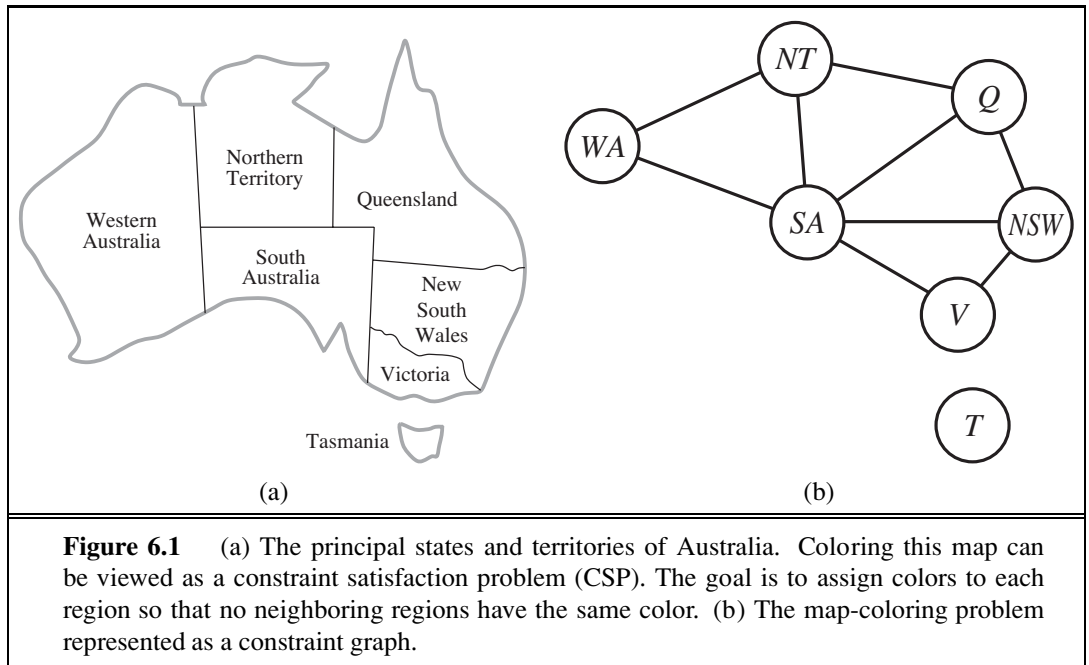 Northern
Territory
Queensland
Western
Australia
South
Australia
New
South
Wales
Victoria
Tasmania
(a)
NT
Q
WA
SA
NSW
V
T
(b)
Figure 6.1 (a) The principal states and territories of Australia. Coloring this map can
be viewed as a constraint satisfaction problem (CSP). The goal is to assign colors to each
region so that no neighboring regions have the same color. (b) The map-coloring problem
represented as a constraint graph.